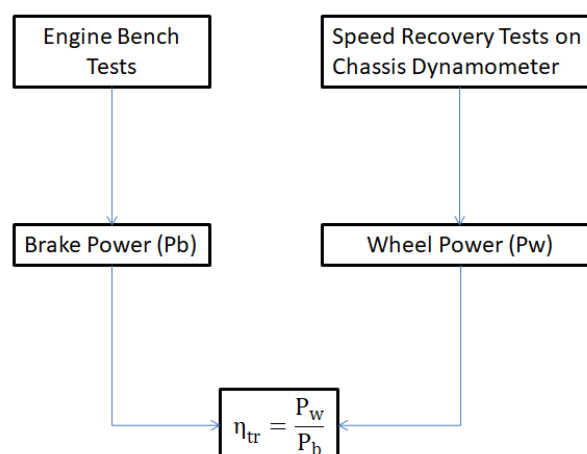 Engine Bench
Tests
Speed Recovery Tests on
Chassis Dynamometer
Brake Power (Pb)
Wheel Power (Pw)
η_tr = P_w / P_b